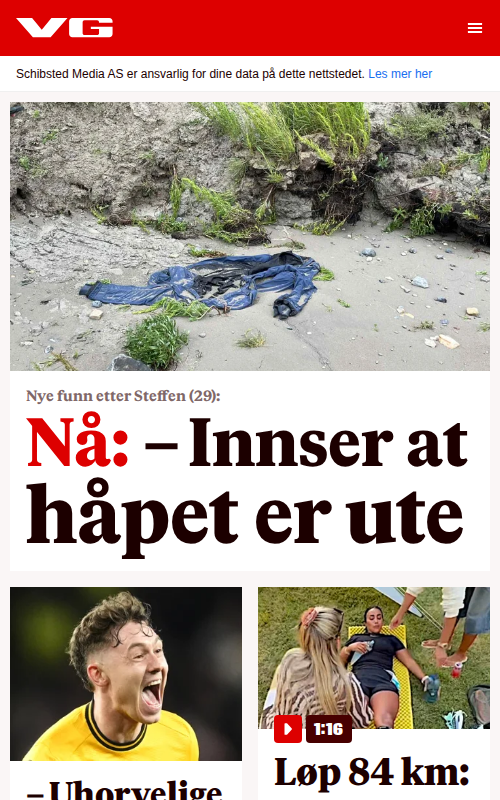 VG
Schibsted Media AS er ansvarlig for dine data på dette nettstedet. Les mer her
Nye funn etter Steffen (29):
Nå: – Innser at
håpet er ute
1:16
– Uhorvelige
Løp 84 km: